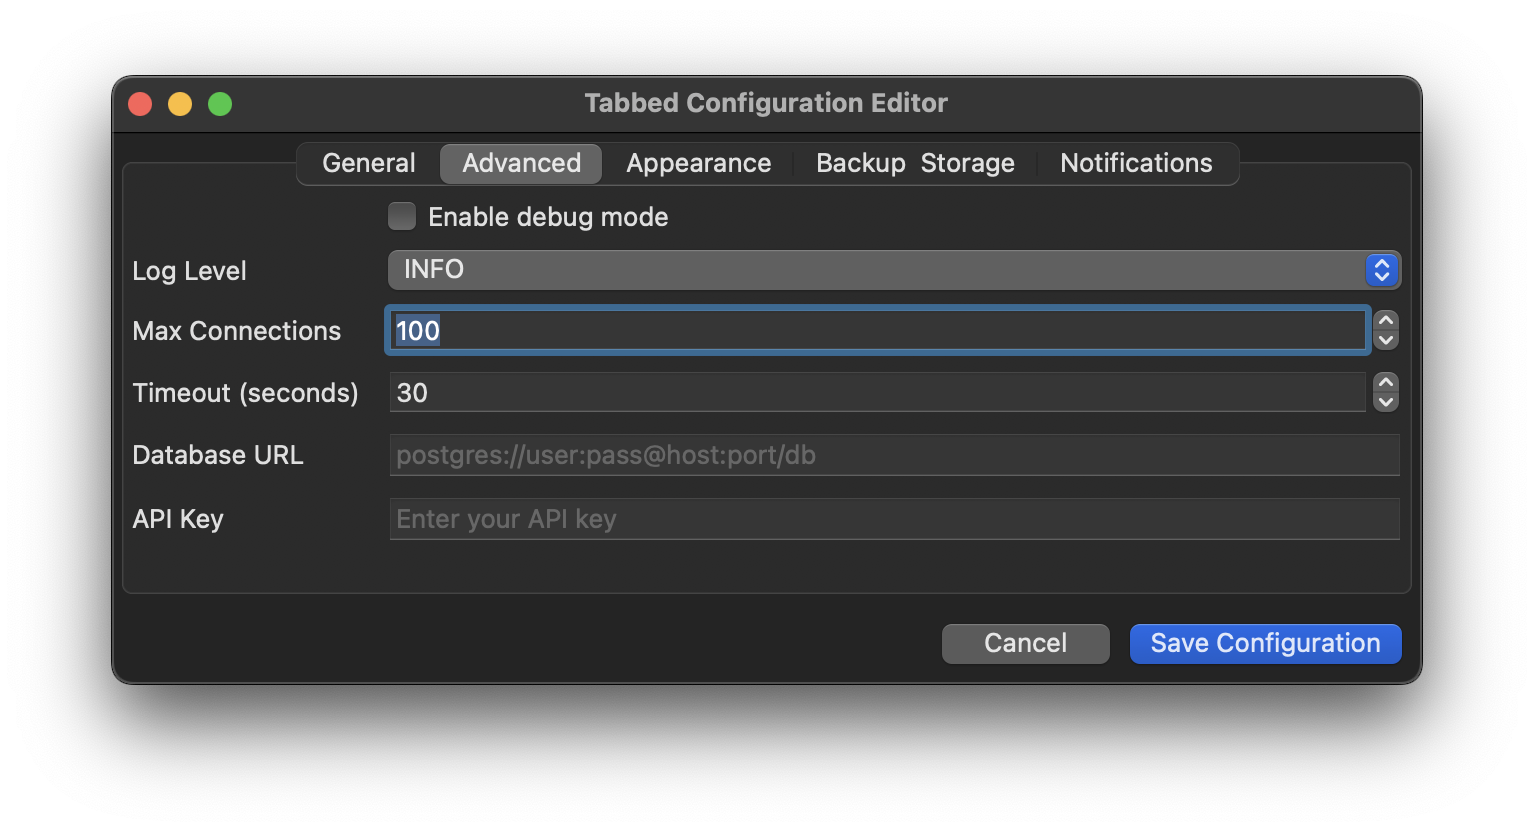 Tabbed Configuration Editor
General Advanced Appearance Backup  Storage Notifications
Enable debug mode
Log Level INFO
Max Connections 100
Timeout (seconds) 30
Database URL postgres://user:pass@host:port/db
API Key Enter your API key
Cancel Save Configuration